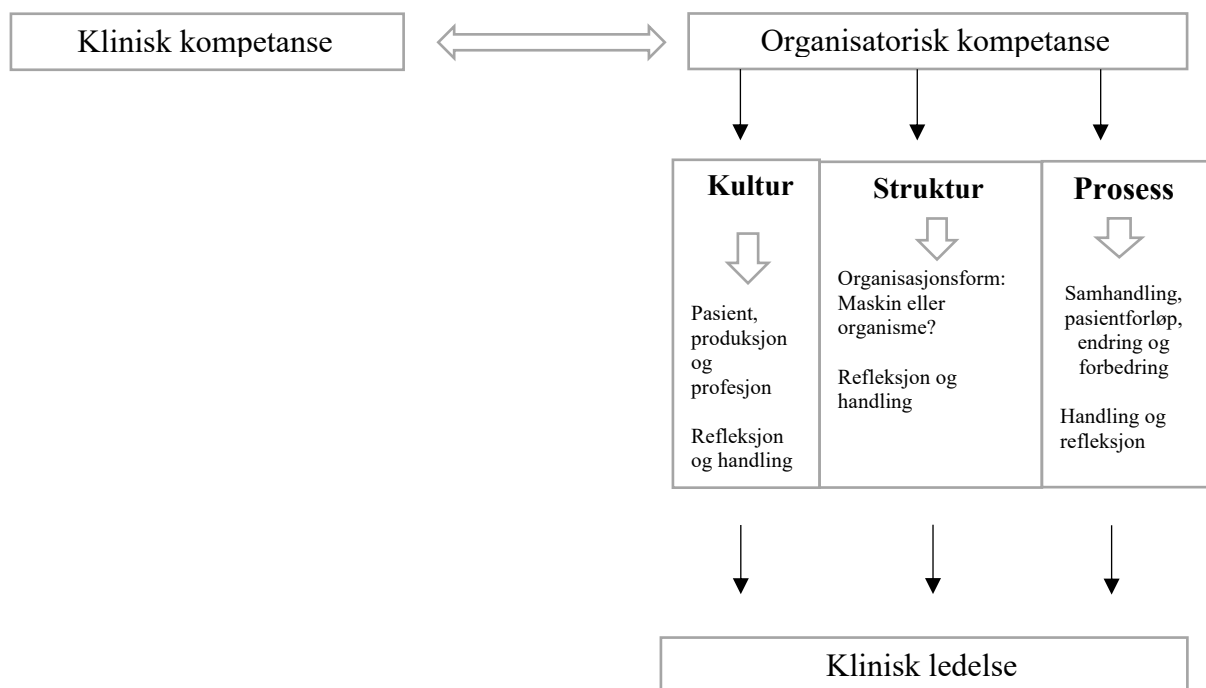 Klinisk kompetanse
Organisatorisk kompetanse
Kultur
Pasient,
produksjon
og
profesjon
Refleksjon
og handling
Struktur
Organisasjonsform:
Maskin eller
organisme?
Refleksjon og
handling
Prosess
Samhandling,
pasientforløp,
endring og
forbedring
Handling og
refleksjon
Klinisk ledelse